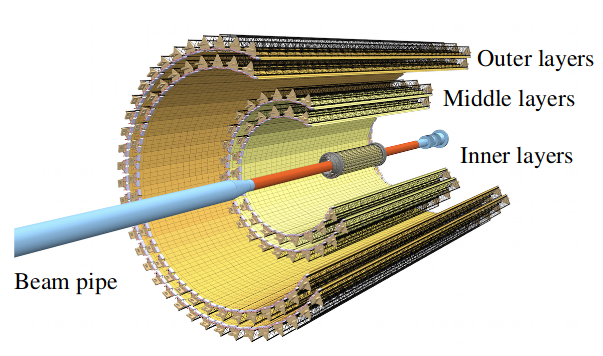 Outer layers
Middle layers
Inner layers
Beam pipe